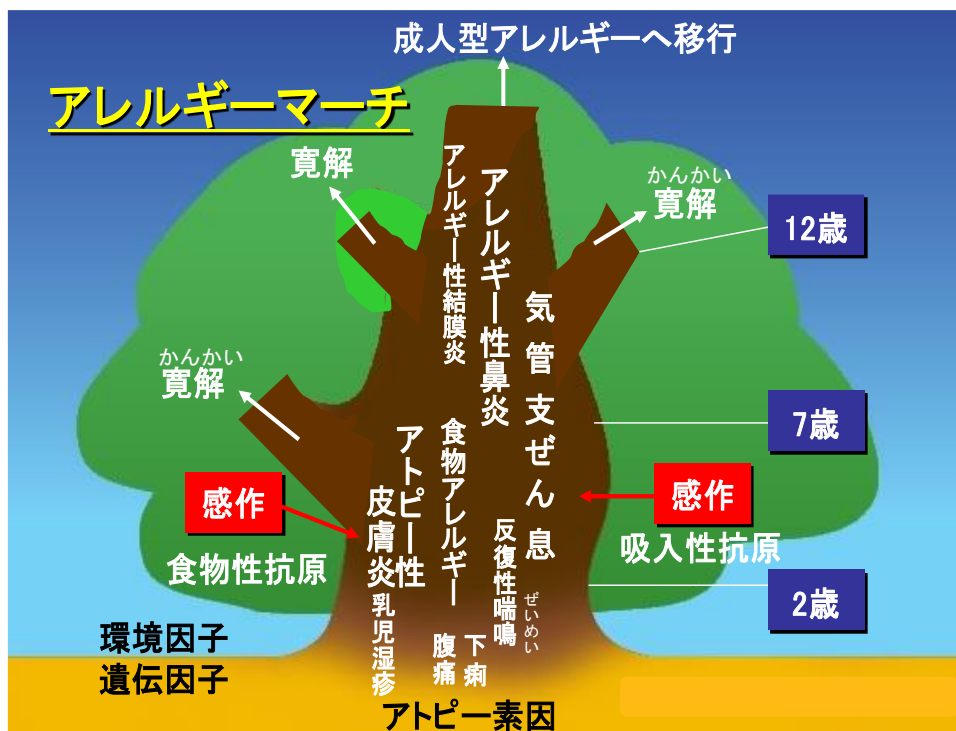 成人型アレルギーへ移行
アレルギーマーチ
寛解
かんかい
寛解
12歳
アレルギー性結膜炎
アレルギー性鼻炎
気管支ぜん息
かんかい
寛解
7歳
食物アレルギー
アトピー性
皮膚炎
感作
食物性抗原
感作
吸入性抗原
反復性喘鳴
ぜいめい
2歳
乳児湿疹
腹痛
下痢
環境因子
遺伝因子
アトピー素因